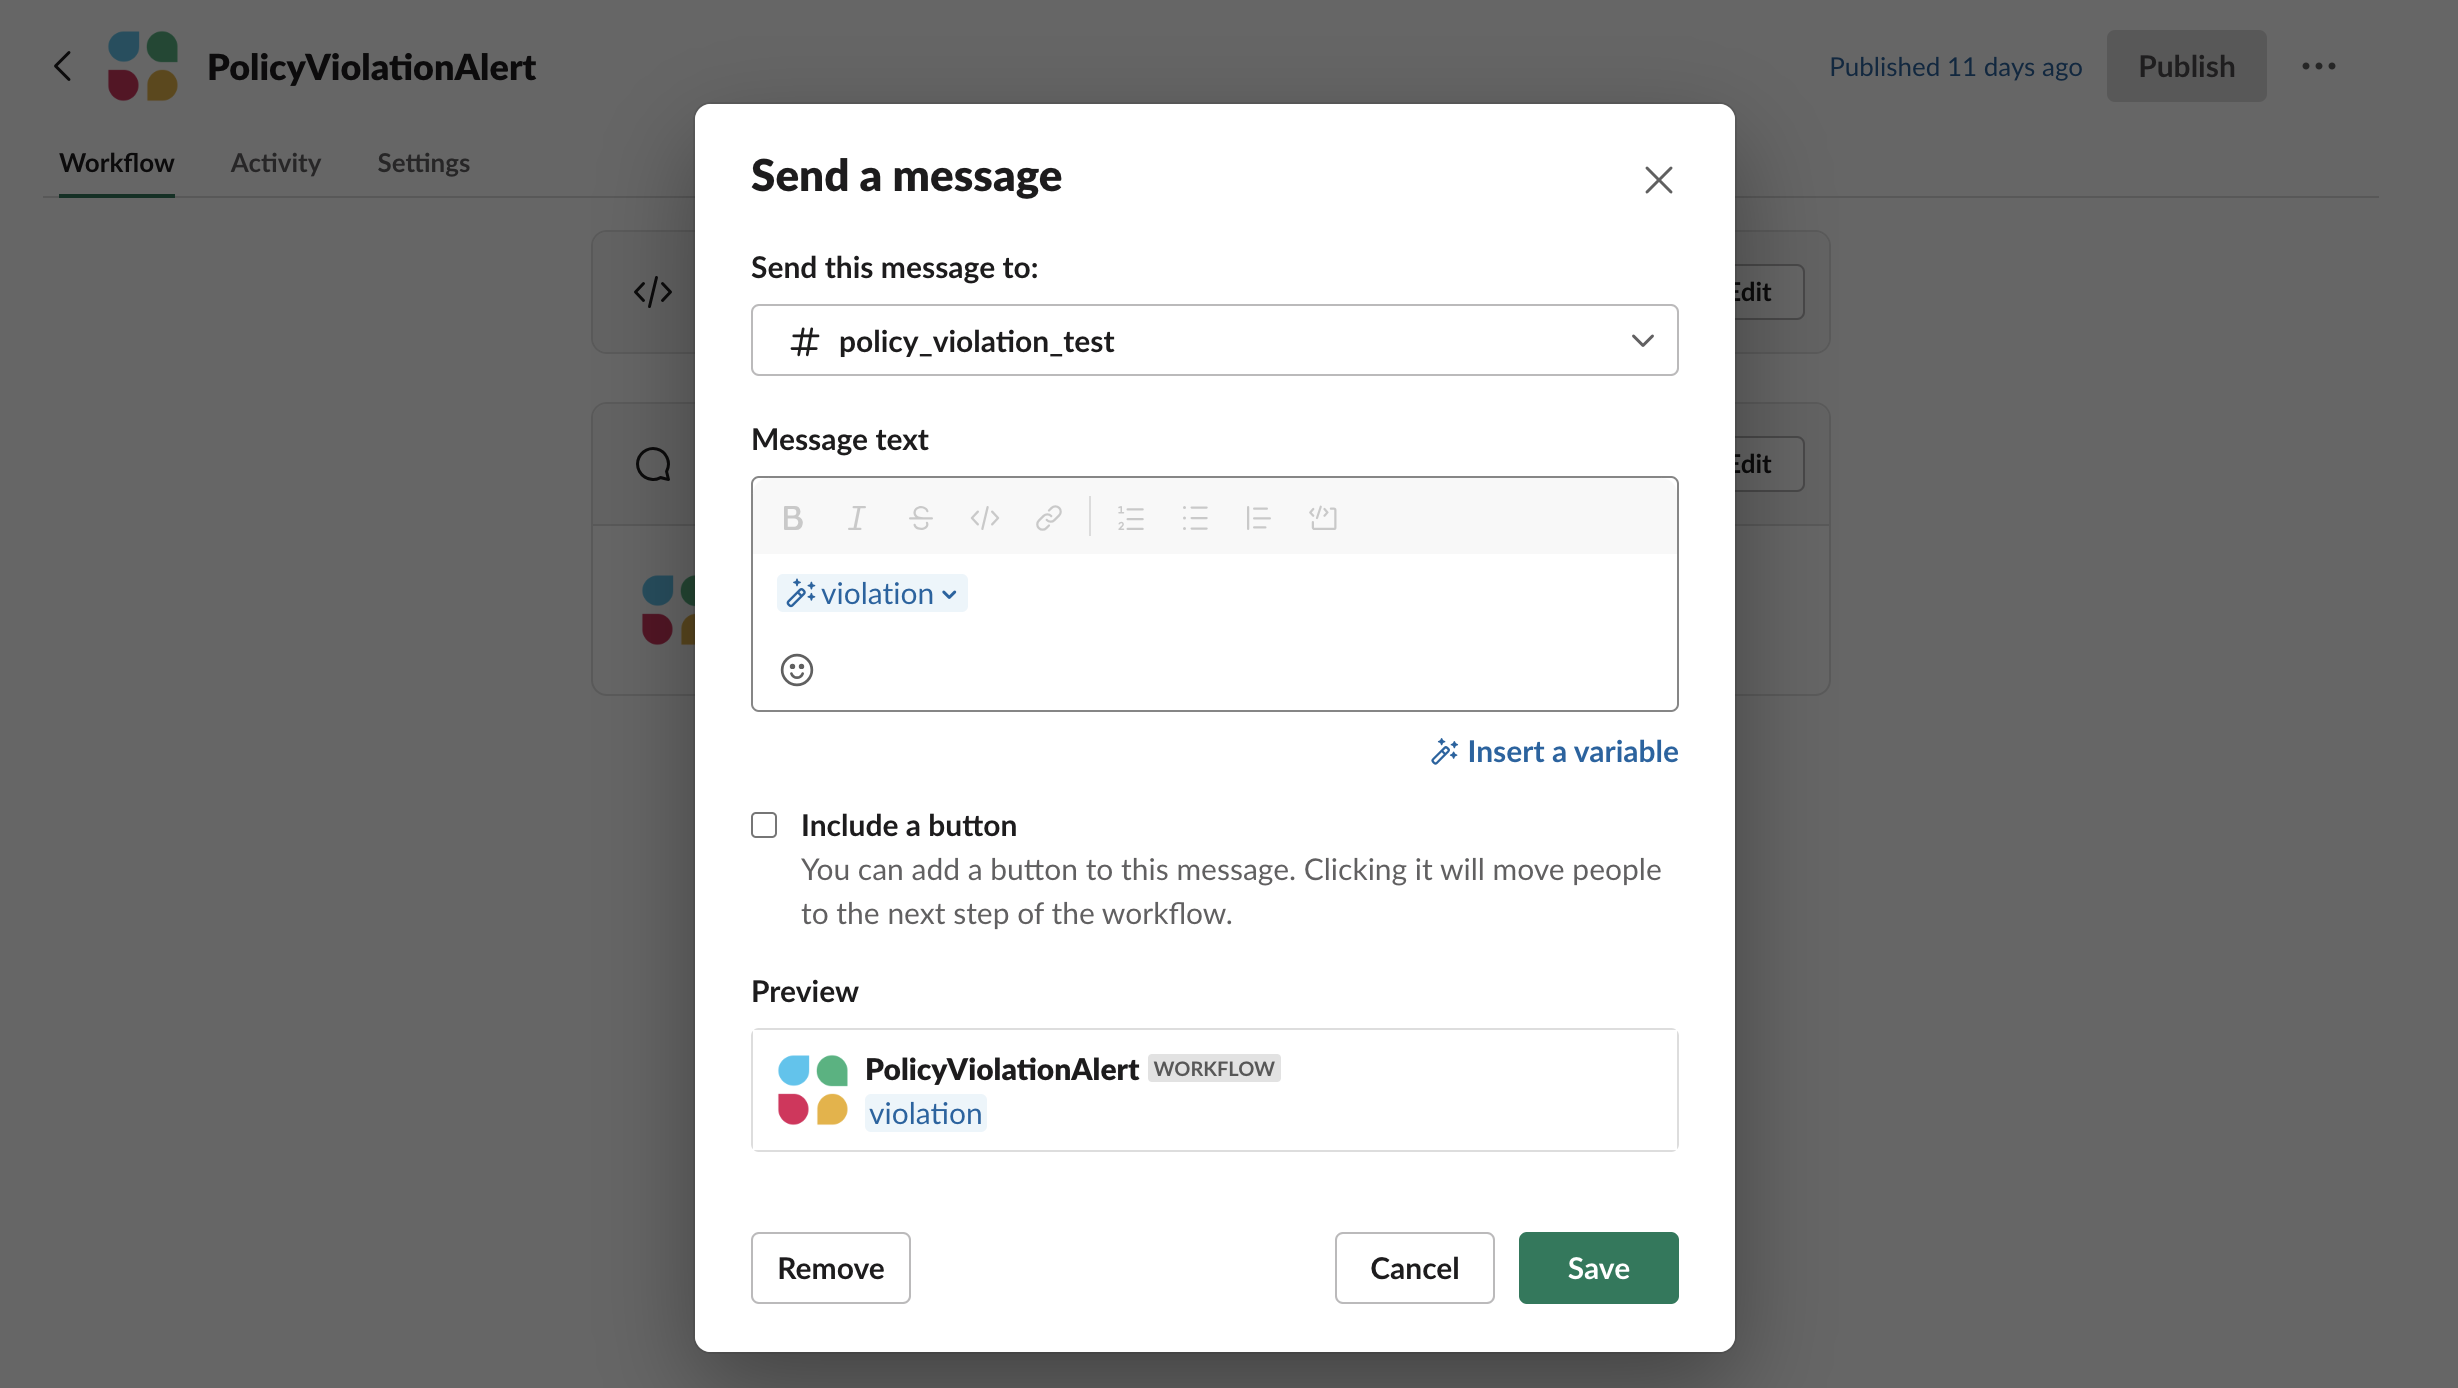 PolicyViolationAlert
Published 11 days ago
Publish
Workflow
Activity
Settings
Send a message
Send this message to:
Edit
# policy_violation_test
Message text
Edit
B I S </>
violation
Insert a variable
Include a button
You can add a button to this message. Clicking it will move people
to the next step of the workflow.
Preview
PolicyViolationAlert WORKFLOW
violation
Remove
Cancel
Save